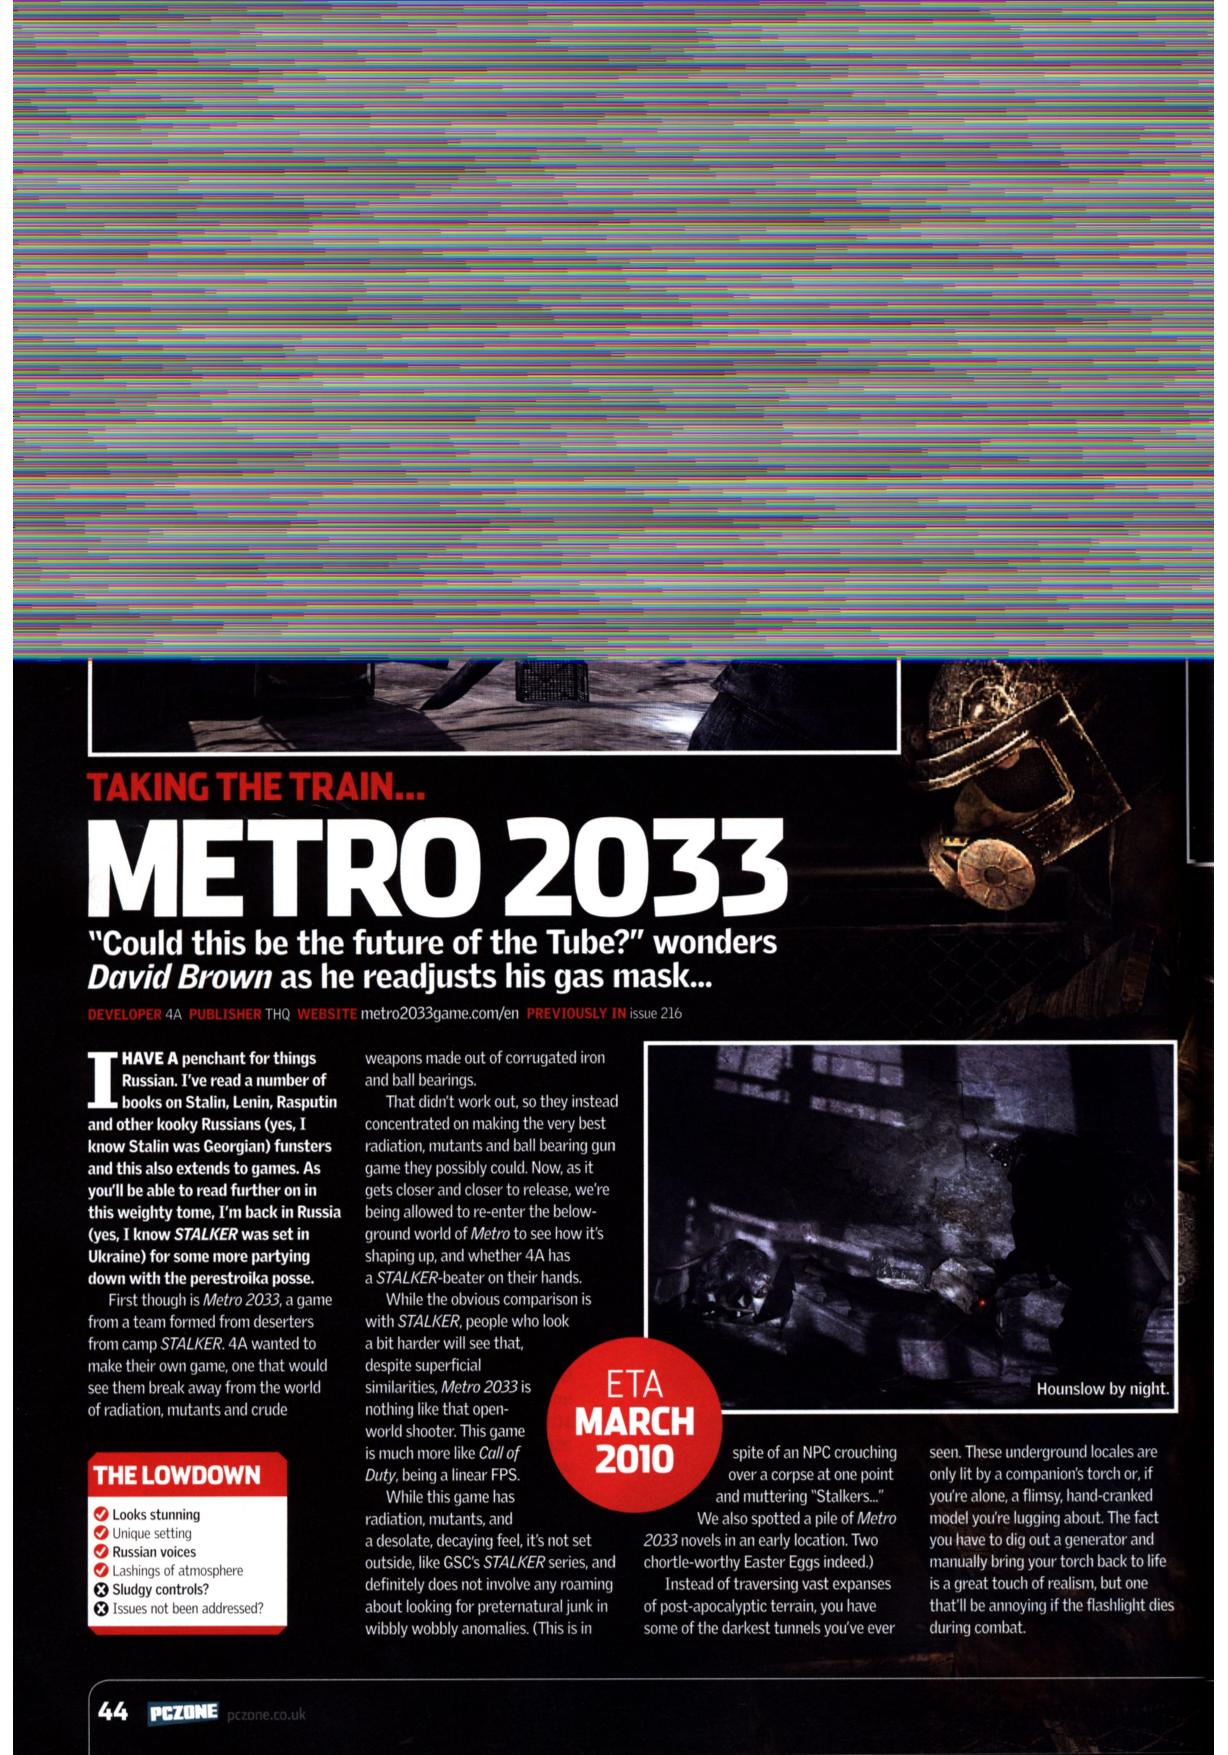 TAKING THE TRAIN...
METRO 2033
“Could this be the future of the Tube?” wonders
David Brown as he readjusts his gas mask...
DEVELOPER 4A PUBLISHER THQ WEBSITE metro2033game.com/en PREVIOUSLY IN issue 216
I HAVE A penchant for things
Russian. I've read a number of
books on Stalin, Lenin, Rasputin
and other kooky Russians (yes, I
know Stalin was Georgian) funsters
and this also extends to games. As
you'll be able to read further on in
this weighty tome, I'm back in Russia
(yes, I know STALKER was set in
Ukraine) for some more partying
down with the perestroika posse.
First though is Metro 2033, a game
from a team formed from deserters
from camp STALKER. 4A wanted to
make their own game, one that would
see them break away from the world
of radiation, mutants and crude
weapons made out of corrugated iron
and ball bearings.
That didn't work out, so they instead
concentrated on making the very best
radiation, mutants and ball bearing gun
game they possibly could. Now, as it
gets closer and closer to release, we're
being allowed to re-enter the below-
ground world of Metro to see how it's
shaping up, and whether 4A has
a STALKER-beater on their hands.
While the obvious comparison is
with STALKER, people who look
a bit harder will see that,
despite superficial
similarities, Metro 2033 is
nothing like that open-
world shooter. This game
is much more like Call of
Duty, being a linear FPS.
While this game has
radiation, mutants, and
a desolate, decaying feel, it's not set
outside, like GSC's STALKER series, and
definitely does not involve any roaming
about looking for preternatural junk in
wibbly wobbly anomalies. (This is in
spite of an NPC crouching
over a corpse at one point
and muttering “Stalkers...”
We also spotted a pile of Metro
2033 novels in an early location. Two
chortle-worthy Easter Eggs indeed.)
Instead of traversing vast expanses
of post-apocalyptic terrain, you have
some of the darkest tunnels you've ever
seen. These underground locales are
only lit by a companion's torch or, if
you're alone, a flimsy, hand-cranked
model you're lugging about. The fact
you have to dig out a generator and
manually bring your torch back to life
is a great touch of realism, but one
that'll be annoying if the flashlight dies
during combat.
Hounslow by night.
ETA
MARCH
2010
THE LOWDOWN
Looks stunning
Unique setting
Russian voices
Lashings of atmosphere
Sludgy controls?
Issues not been addressed?
44 PCZONE pczone.co.uk